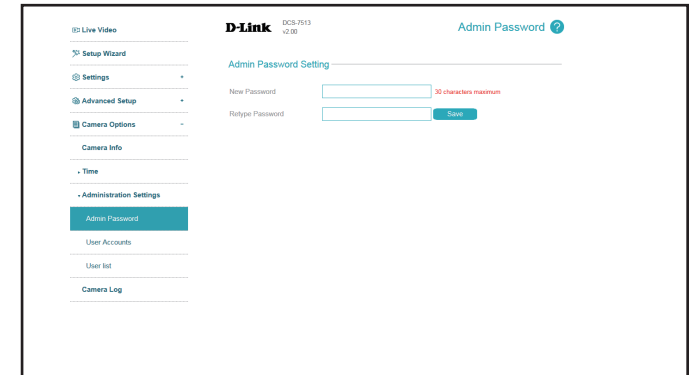 Live Video
Setup Wizard
Settings +
Advanced Setup +
Camera Options -
Camera Info
Time
Administration Settings
Admin Password
User Accounts
User list
Camera Log
D-Link DCS-7513
v2.00
Admin Password ?
Admin Password Setting
New Password 30 characters maximum
Retype Password Save